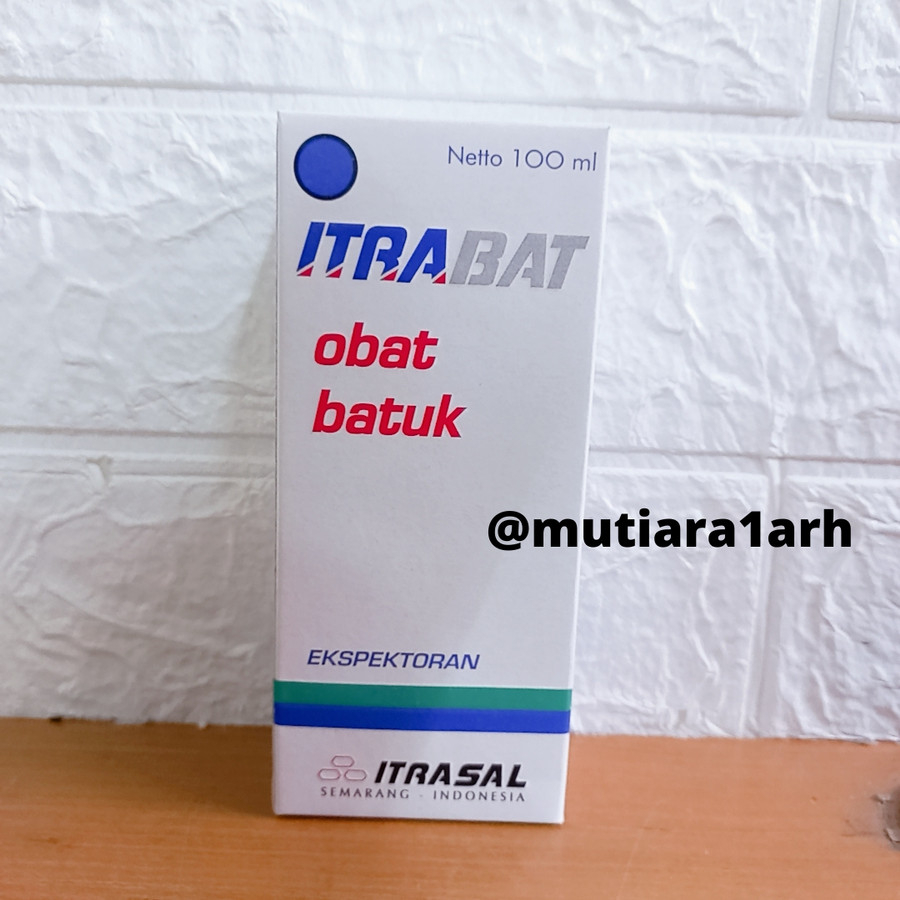 Netto 100 ml
ITRABAT
obat
batuk
@mutiara1arh
EKSPEKTORAN
ITRASAL
SEMARANG - INDONESIA